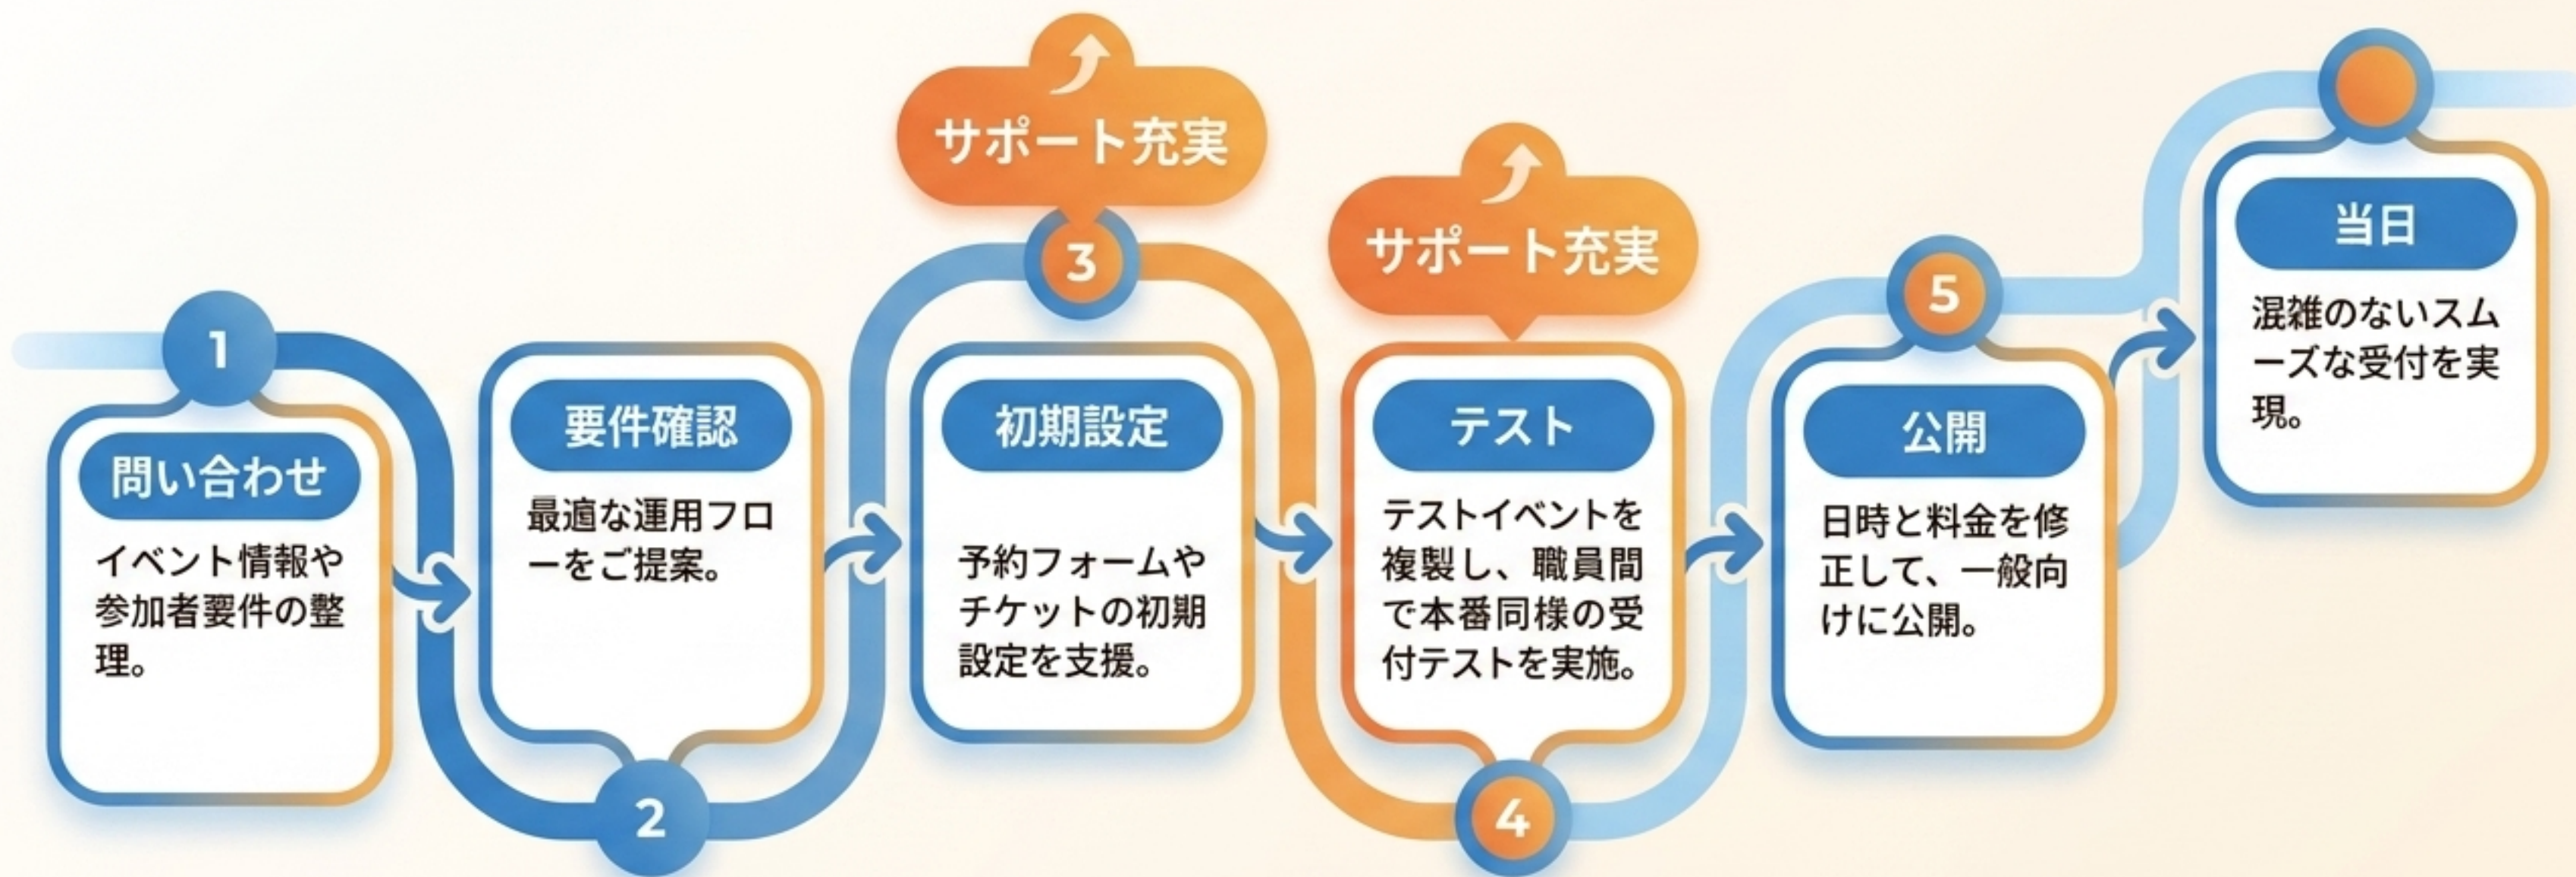 1
問い合わせ
イベント情報や
参加者要件の整
理。
要件確認
最適な運用フロ
ーをご提案。
2
サポート充実
3
初期設定
予約フォームや
チケットの初期
設定を支援。
サポート充実
テスト
テストイベントを
複製し、職員間
で本番同様の受
付テストを実施。
4
5
公開
日時と料金を修
正して、一般向
けに公開。
当日
混雑のないスム
ーズな受付を実
現。